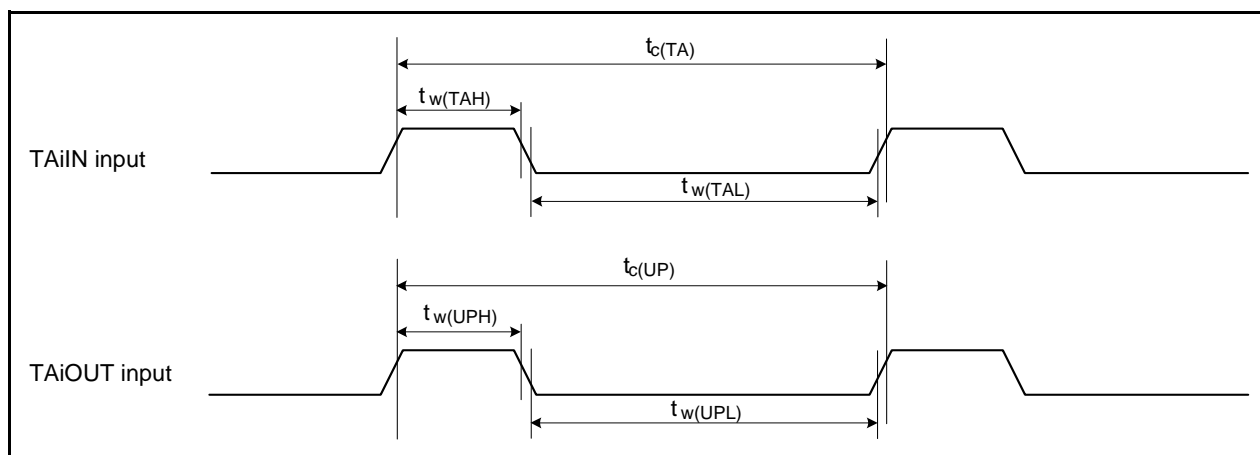 tc(TA)
tw(TAH)
TAiIN input
tw(TAL)
tc(UP)
tw(UPH)
TAiOUT input
tw(UPL)